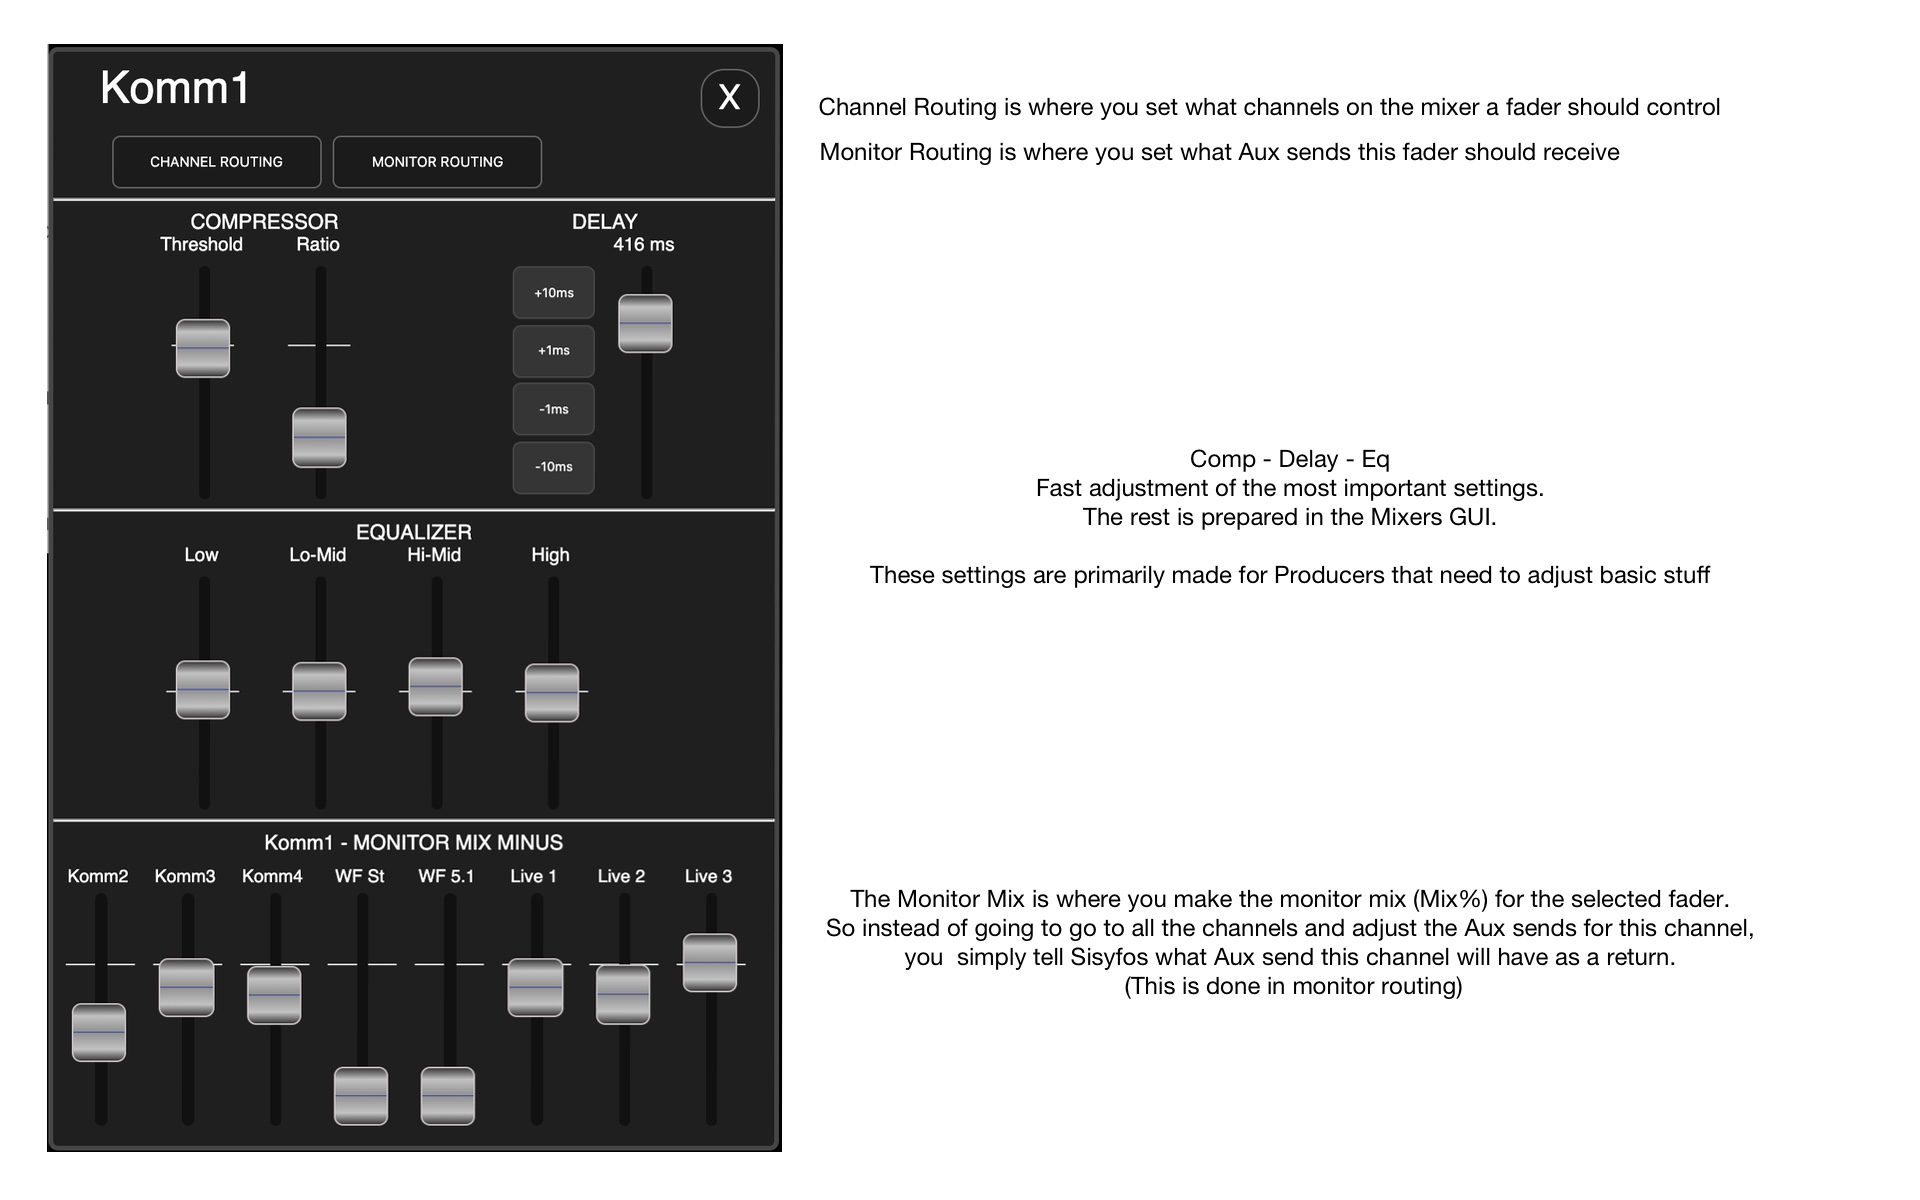 Komm1
X
CHANNEL ROUTING
MONITOR ROUTING
Channel Routing is where you set what channels on the mixer a fader should control
Monitor Routing is where you set what Aux sends this fader should receive
COMPRESSOR
Threshold
Ratio
DELAY
416 ms
+10ms
+1ms
-1ms
-10ms
Comp - Delay - Eq
Fast adjustment of the most important settings.
The rest is prepared in the Mixers GUI.
These settings are primarily made for Producers that need to adjust basic stuff
EQUALIZER
Low
Lo-Mid
Hi-Mid
High
Komm1 - MONITOR MIX MINUS
Komm2
Komm3
Komm4
WF St
WF 5.1
Live 1
Live 2
Live 3
The Monitor Mix is where you make the monitor mix (Mix%) for the selected fader.
So instead of going to go to all the channels and adjust the Aux sends for this channel,
you  simply tell Sisyfos what Aux send this channel will have as a return.
(This is done in monitor routing)